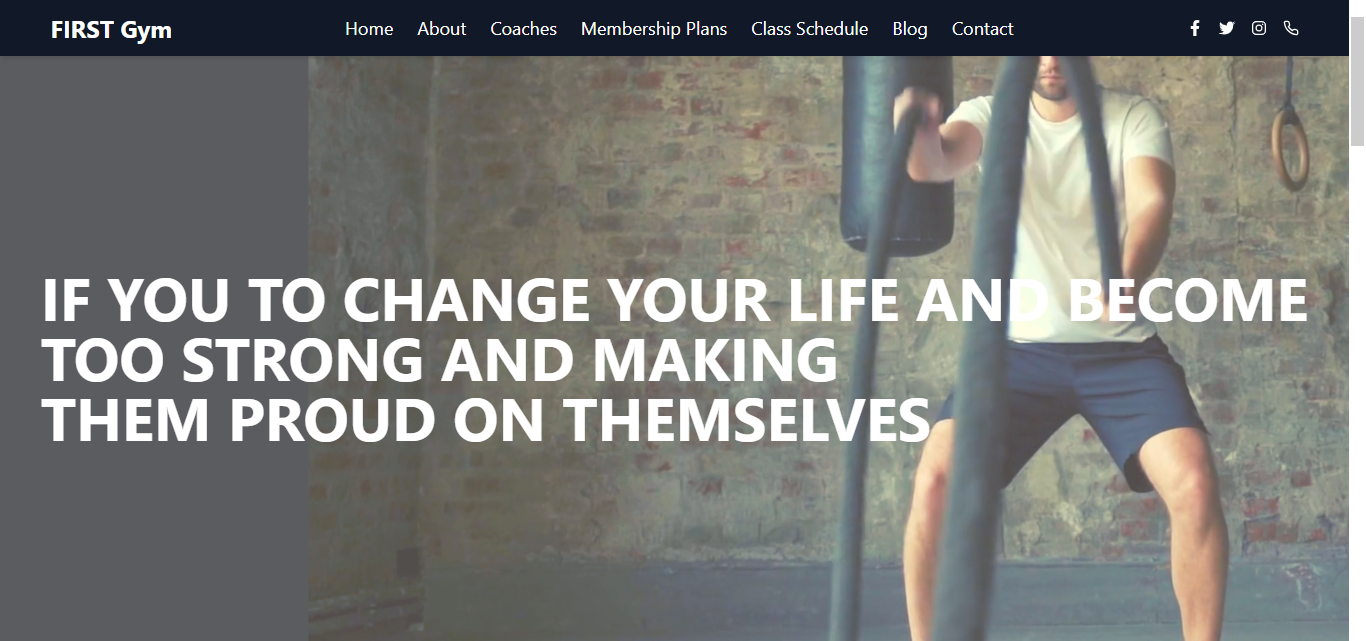 FIRST Gym
Home About Coaches Membership Plans Class Schedule Blog Contact
IF YOU TO CHANGE YOUR LIFE AND BECOME
TOO STRONG AND MAKING
THEM PROUD ON THEMSELVES